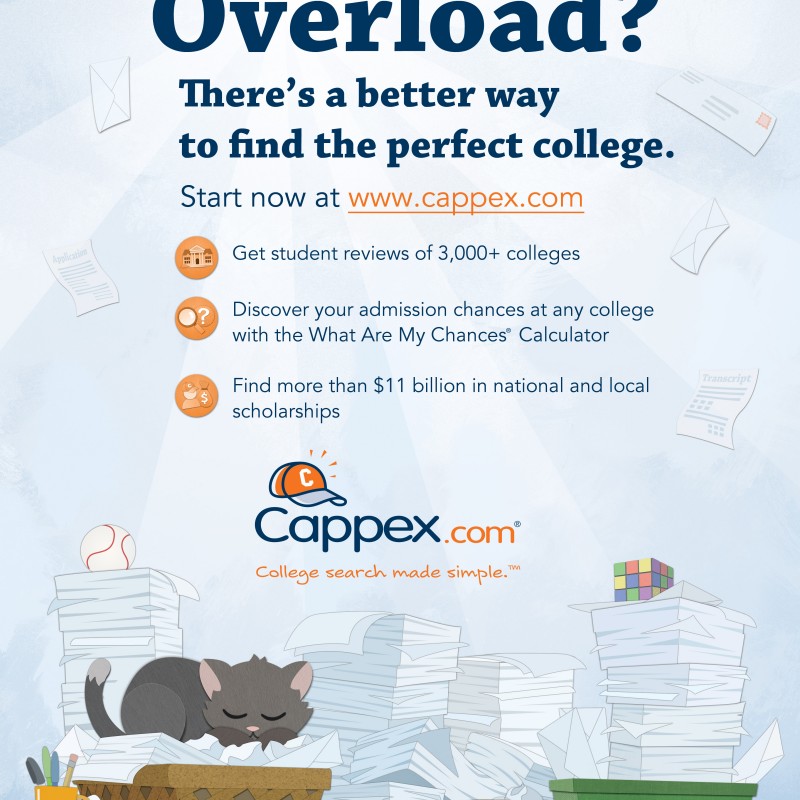 Overload?
There's a better way
to find the perfect college.
Start now at www.cappex.com
Get student reviews of 3,000+ colleges
Discover your admission chances at any college
with the What Are My Chances® Calculator
Find more than $11 billion in national and local
scholarships
Application
Transcript
C
Cappex.com®
College search made simple.™